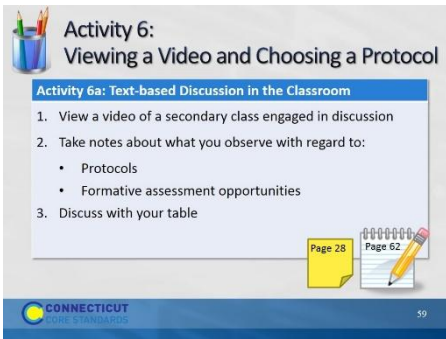 Activity 6:
Viewing a Video and Choosing a Protocol
Activity 6a: Text-based Discussion in the Classroom
1. View a video of a secondary class engaged in discussion
2. Take notes about what you observe with regard to:
• Protocols
• Formative assessment opportunities
3. Discuss with your table
Page 28
Page 62
CONNECTICUT
CORE STANDARDS
59